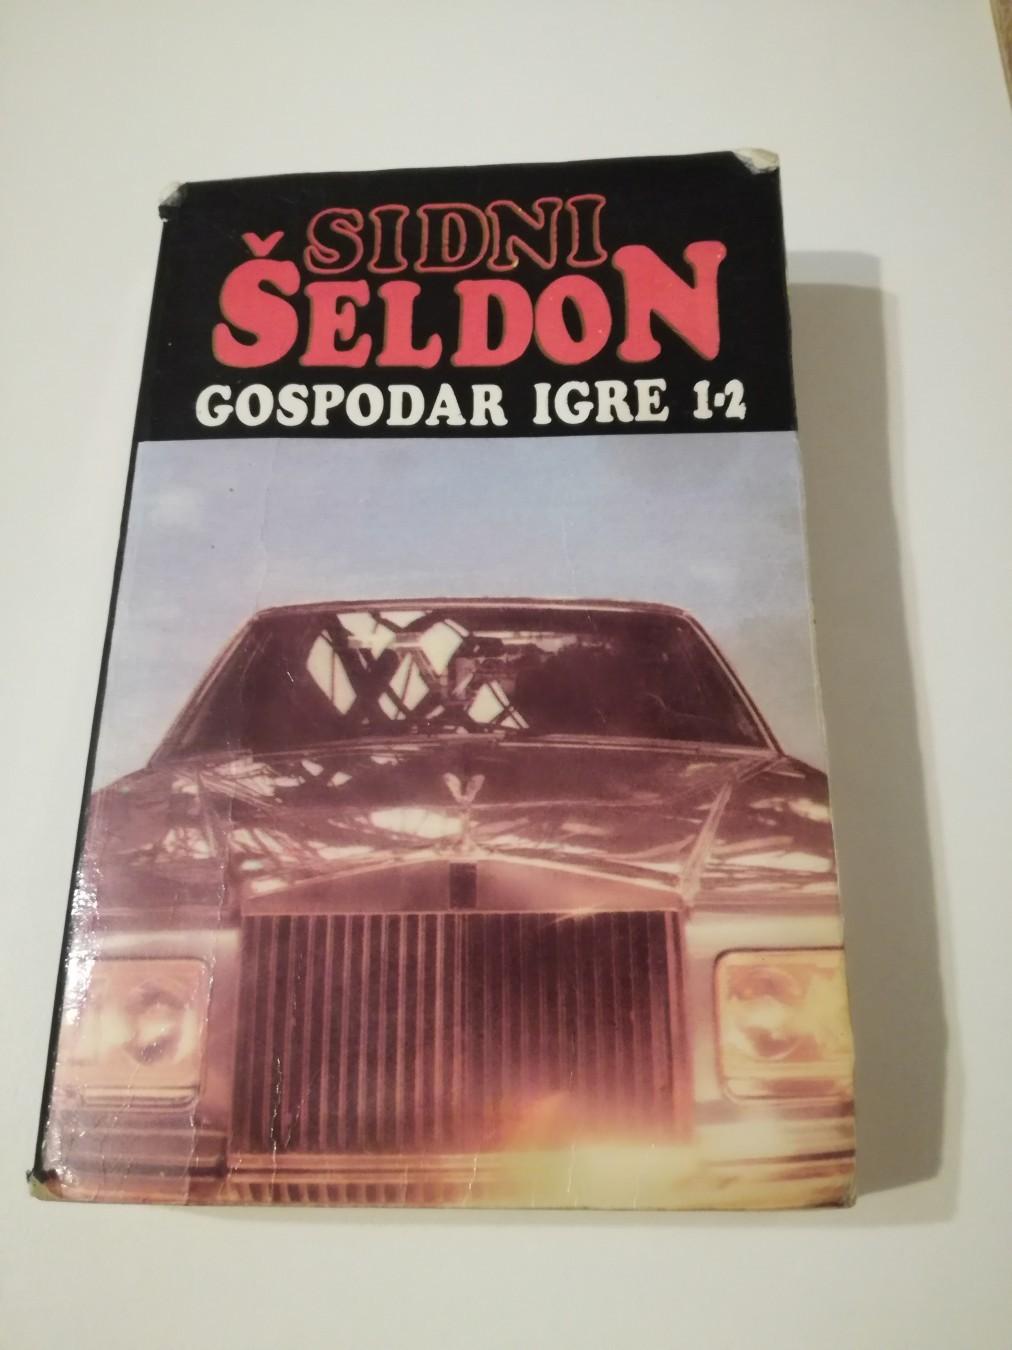 SIDNI
ŠELDON
GOSPODAR IGRE 1-2